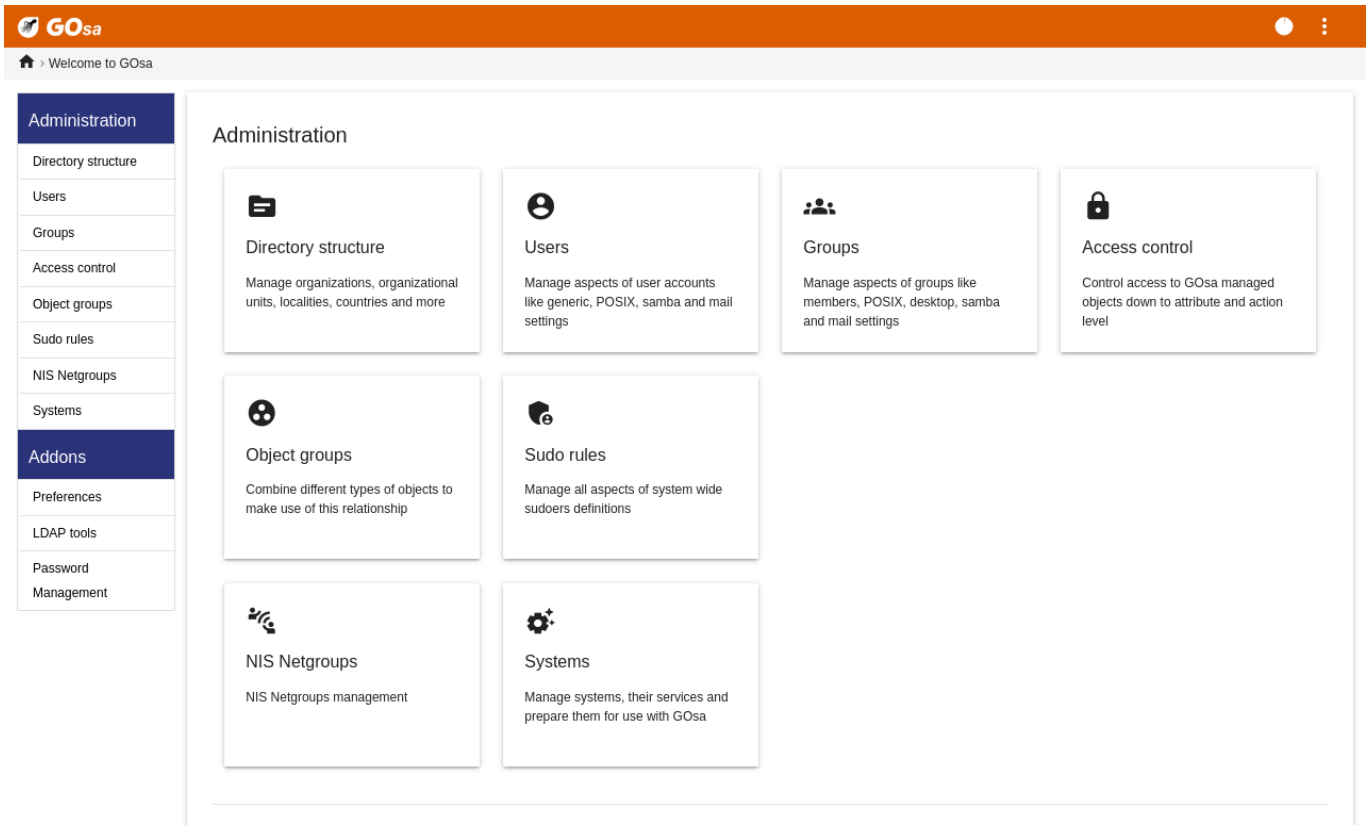 GOsa
› Welcome to GOsa
Administration
Directory structure
Users
Groups
Access control
Object groups
Sudo rules
NIS Netgroups
Systems
Addons
Preferences
LDAP tools
Password
Management
Administration
Directory structure
Manage organizations, organizational
units, localities, countries and more
Users
Manage aspects of user accounts
like generic, POSIX, samba and mail
settings
Groups
Manage aspects of groups like
members, POSIX, desktop, samba
and mail settings
Access control
Control access to GOsa managed
objects down to attribute and action
level
Object groups
Combine different types of objects to
make use of this relationship
Sudo rules
Manage all aspects of system wide
sudoers definitions
NIS Netgroups
NIS Netgroups management
Systems
Manage systems, their services and
prepare them for use with GOsa